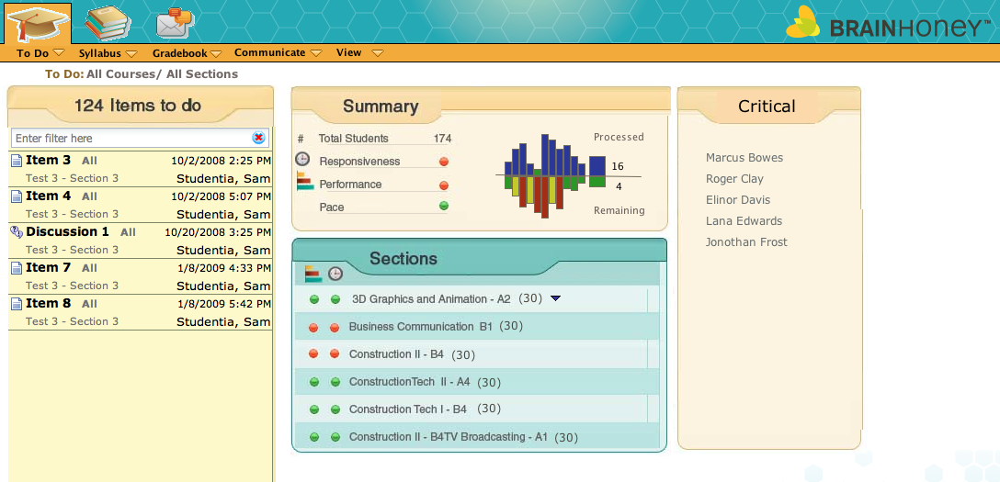 BRAINHONEY™
To Do Syllabus Gradebook Communicate View
To Do: All Courses/ All Sections
124 Items to do
Enter filter here
Item 3 All 10/2/2008 2:25 PM
Test 3 - Section 3 Studentia, Sam
Item 4 All 10/2/2008 5:07 PM
Test 3 - Section 3 Studentia, Sam
Discussion 1 All 10/20/2008 3:25 PM
Test 3 - Section 3 Studentia, Sam
Item 7 All 1/8/2009 4:33 PM
Test 3 - Section 3 Studentia, Sam
Item 8 All 1/8/2009 5:42 PM
Test 3 - Section 3 Studentia, Sam
Summary
# Total Students 174
Responsiveness
Performance
Pace
Processed
16
4
Remaining
Sections
3D Graphics and Animation - A2 (30)
Business Communication B1 (30)
Construction II - B4 (30)
ConstructionTech II - A4 (30)
Construction Tech I - B4 (30)
Construction II - B4TV Broadcasting - A1 (30)
Critical
Marcus Bowes
Roger Clay
Elinor Davis
Lana Edwards
Jonothan Frost